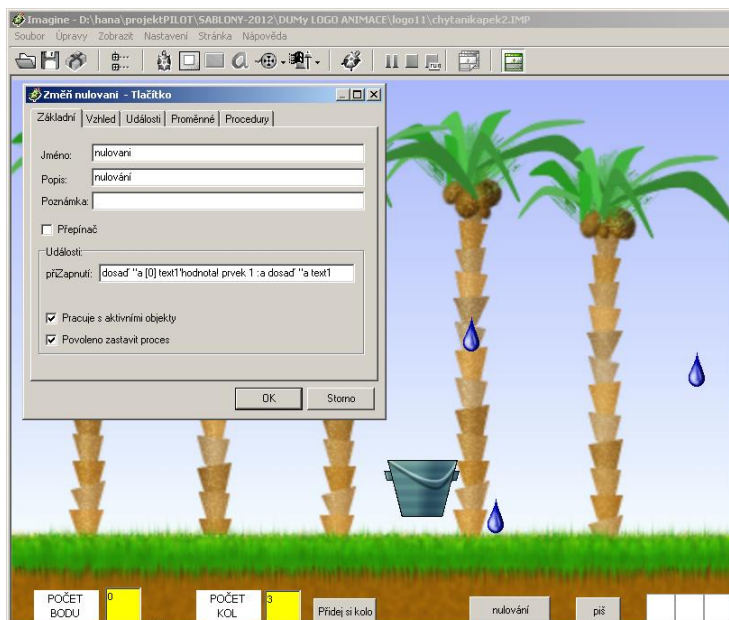 Imagine - D:\hana\projektPILOT\SABLONY-2012\DUMy LOGO ANIMACE\logo11\chytanikapek2.IMP
Soubor Úpravy Zobrazit Nastavení Stránka Nápověda
Změň nulovani - Tlačítko
Základní Vzhled Události Proměnné Procedury
Jméno: nulovani
Popis: nulování
Poznámka:
Přepínač
Události:
přiZapnutí: dosaď "a [0] text1'hodnota! prvek 1 :a dosaď "a text1
Pracuje s aktivními objekty
Povoleno zastavit proces
OK Storno
POČET BODU 0 POČET KOL 3 Přidej si kolo nulování piš